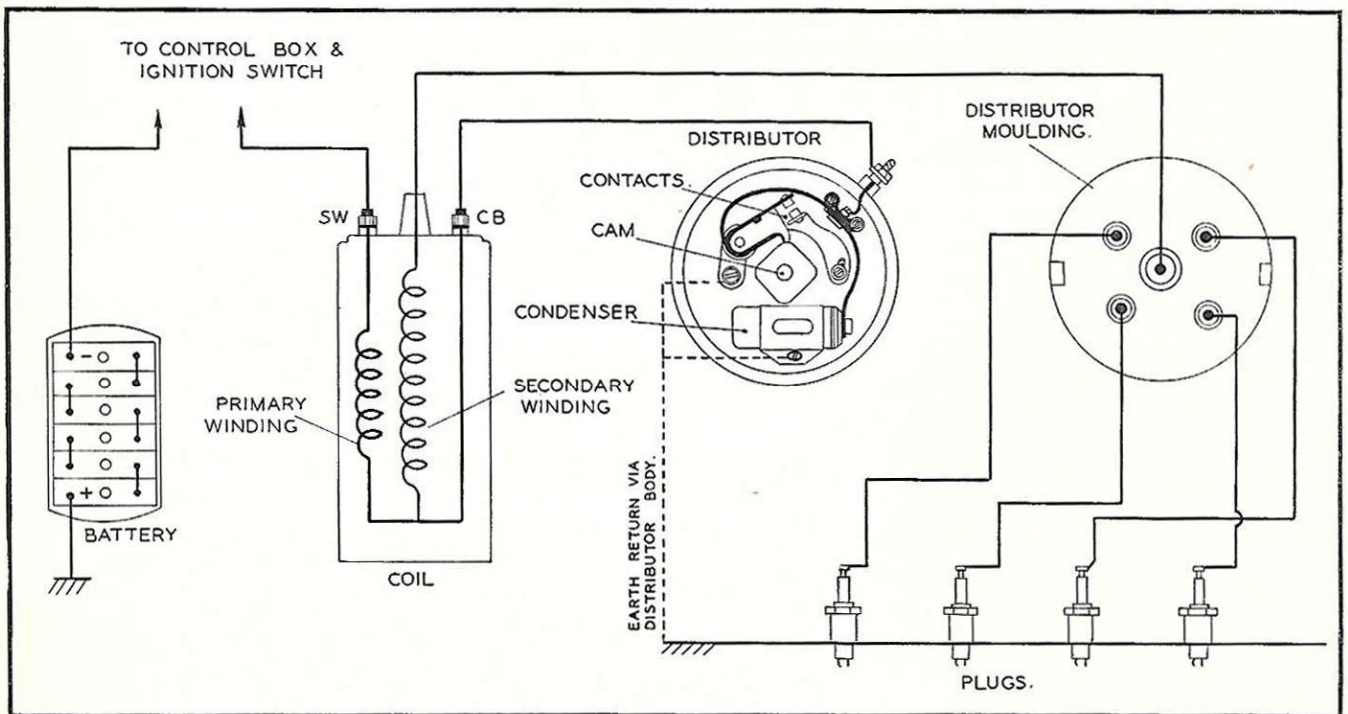 TO CONTROL BOX &
IGNITION SWITCH
DISTRIBUTOR
DISTRIBUTOR
MOULDING.
CONTACTS.
SW
CB
CAM
CONDENSER
SECONDARY
WINDING
PRIMARY
WINDING
-
+
BATTERY
COIL
EARTH RETURN VIA
DISTRIBUTOR BODY.
PLUGS.